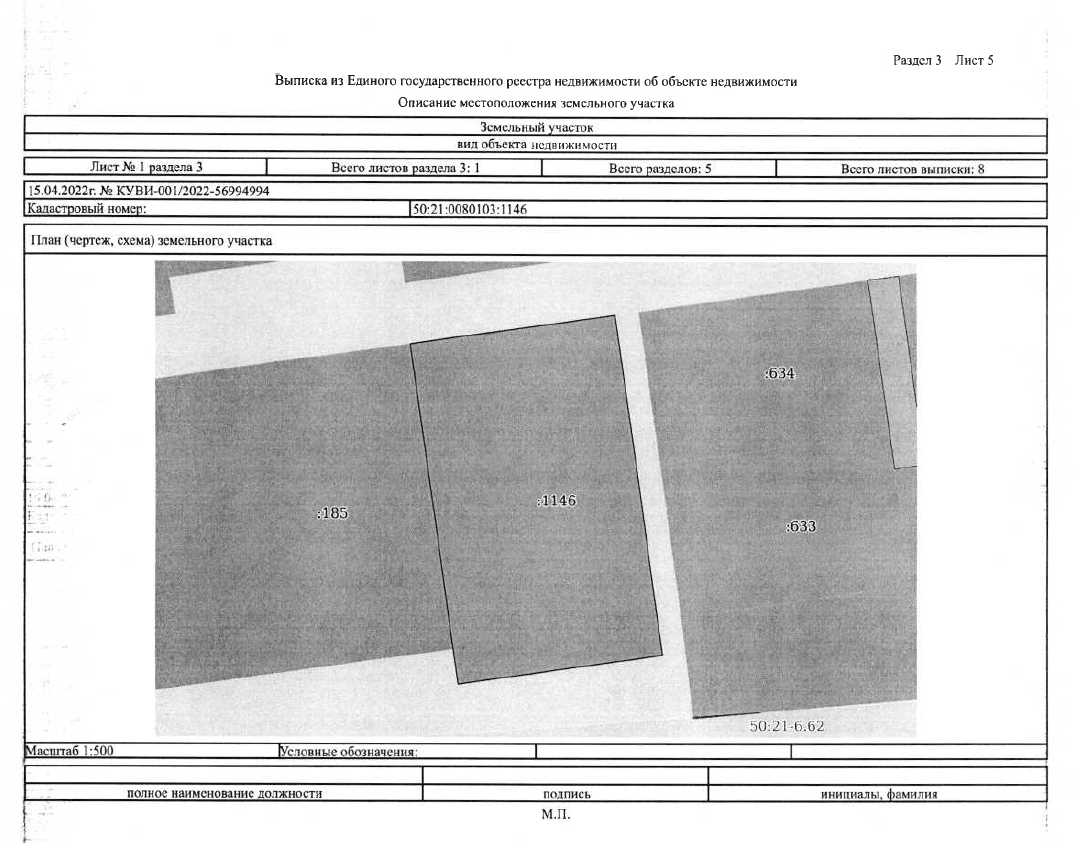 Раздел 3 Лист 5
Выписка из Единого государственного реестра недвижимости об объекте недвижимости
Описание местоположения земельного участка
Земельный участок
вид объекта недвижимости
Лист № 1 раздела 3 Всего листов раздела 3: 1 Всего разделов: 5 Всего листов выписки: 8
15.04.2022г. № КУВИ-001/2022-56994994
Кадастровый номер: 50:21:0080103:1146
План (чертеж, схема) земельного участка
:634
:1146
:185
:633
50:21-6.62
Масштаб 1:500 Условные обозначения:
полное наименование должности подпись инициалы, фамилия
М.П.